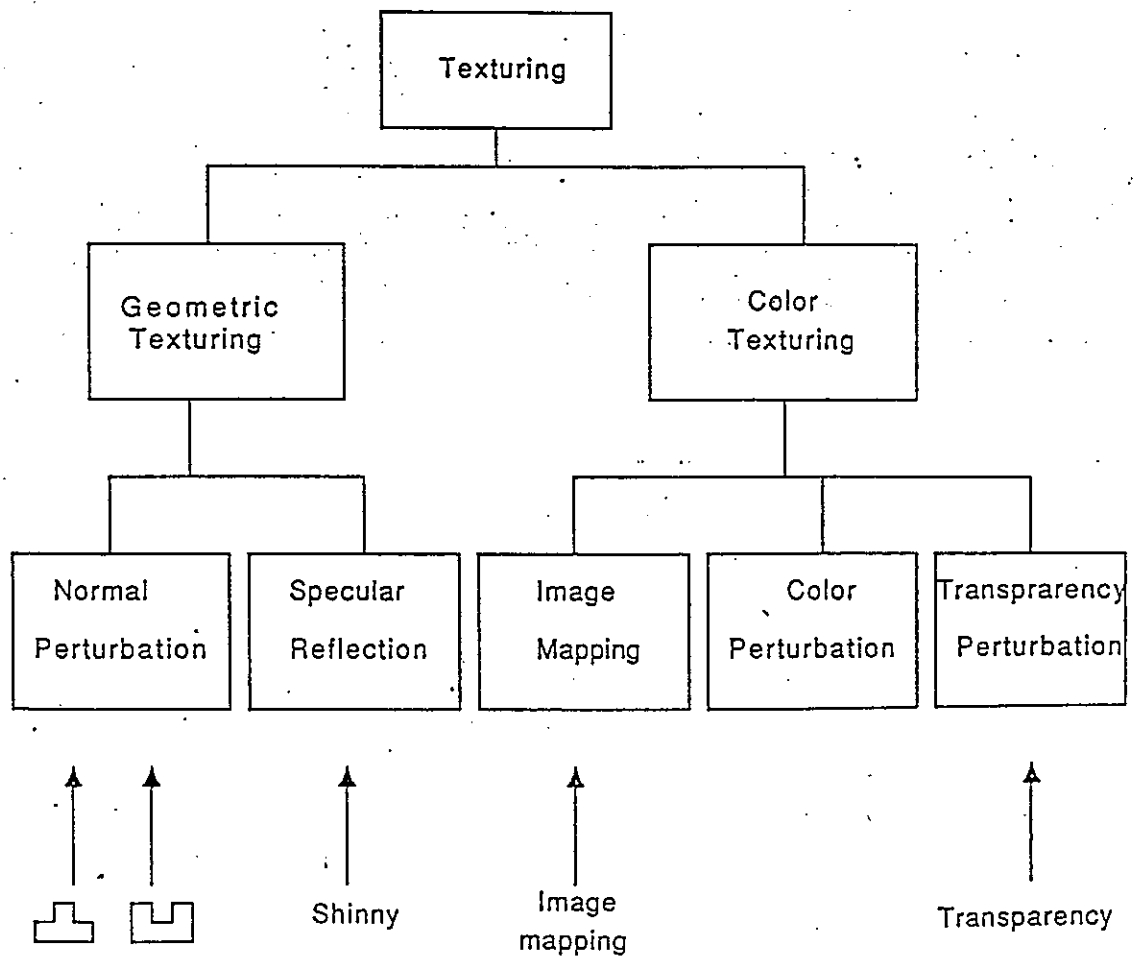 Texturing
Geometric
Texturing
Color
Texturing
Normal
Perturbation
Specular
Reflection
Image
Mapping
Color
Perturbation
Transprarency
Perturbation
Shinny
Image
mapping
Transparency